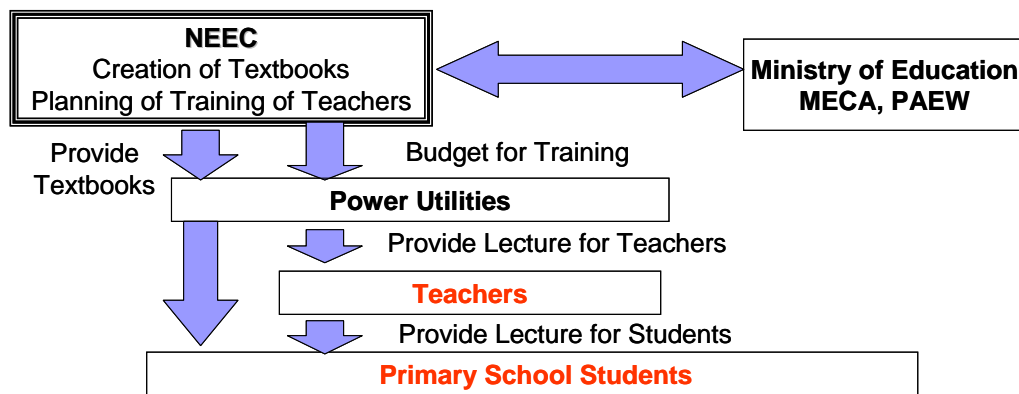 NEEC
Creation of Textbooks
Planning of Training of Teachers
Ministry of Education
MECA, PAEW
Provide
Textbooks
Budget for Training
Power Utilities
Provide Lecture for Teachers
Teachers
Provide Lecture for Students
Primary School Students